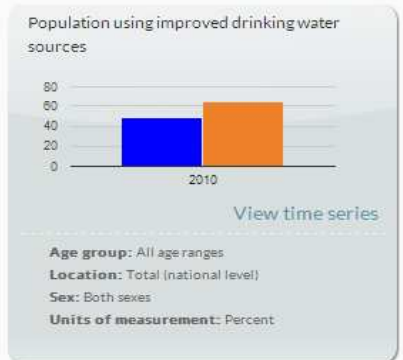 Population using improved drinking water
sources
80
60
40
20
0
2010
View time series
Age group: All age ranges
Location: Total (national level)
Sex: Both sexes
Units of measurement: Percent